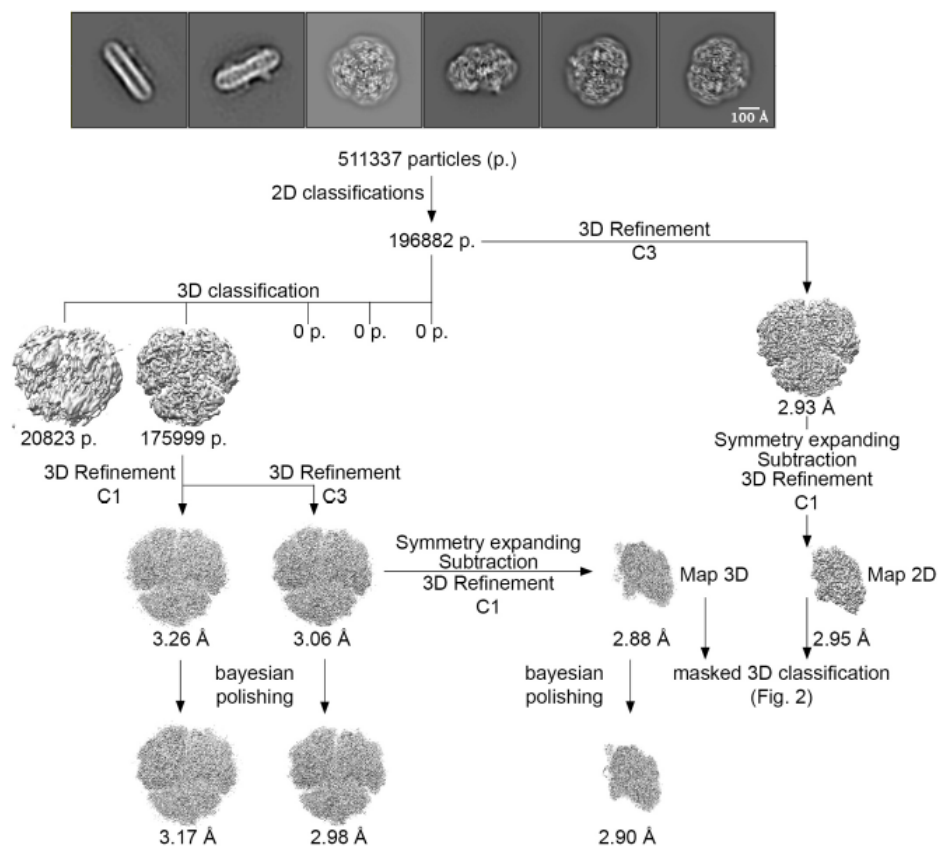 100 Å
511337 particles (p.)
2D classifications
196882 p.
3D Refinement
C3
3D classification
0 p.
0 p.
0 p.
20823 p.
175999 p.
2.93 Å
Symmetry expanding
Subtraction
3D Refinement
C1
3D Refinement
C1
3D Refinement
C3
Symmetry expanding
Subtraction
3D Refinement
C1
Map 3D
Map 2D
3.26 Å
3.06 Å
2.88 Å
2.95 Å
bayesian
polishing
bayesian
polishing
masked 3D classification
(Fig. 2)
3.17 Å
2.98 Å
2.90 Å